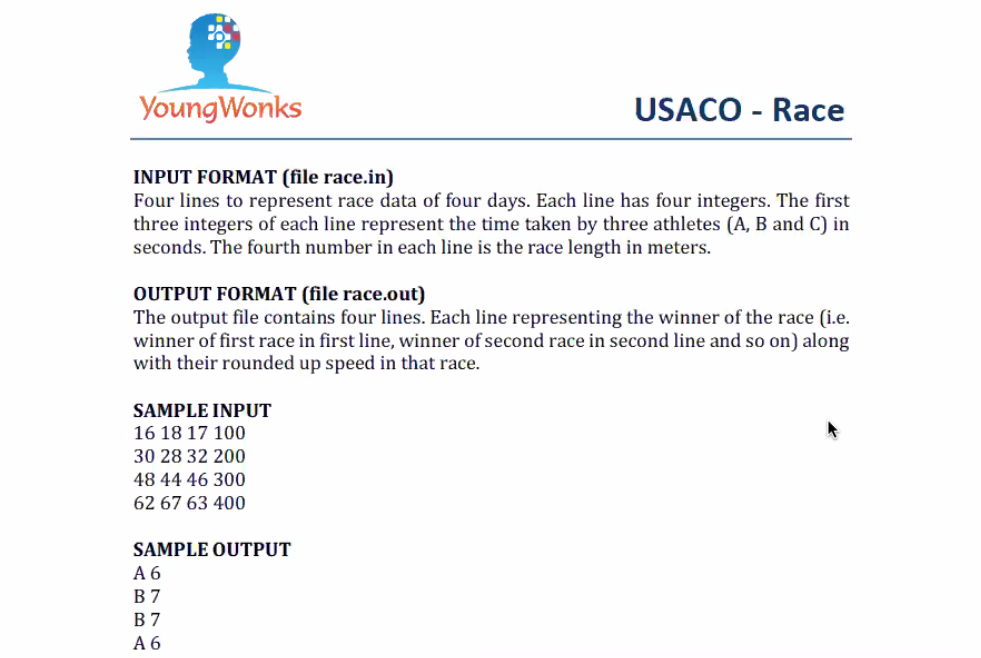 YoungWonks
USACO - Race
INPUT FORMAT (file race.in)
Four lines to represent race data of four days. Each line has four integers. The first
three integers of each line represent the time taken by three athletes (A, B and C) in
seconds. The fourth number in each line is the race length in meters.
OUTPUT FORMAT (file race.out)
The output file contains four lines. Each line representing the winner of the race (i.e.
winner of first race in first line, winner of second race in second line and so on) along
with their rounded up speed in that race.
SAMPLE INPUT
16 18 17 100
30 28 32 200
48 44 46 300
62 67 63 400
SAMPLE OUTPUT
A 6
B 7
B 7
A 6